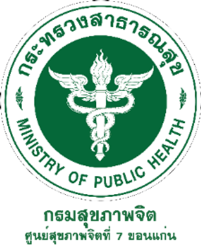 กระทรวงสาธารณสุข
MINISTRY OF PUBLIC HEALTH
กรมสุขภาพจิต
ศูนย์สุขภาพจิตที่ 7 ขอนแก่น